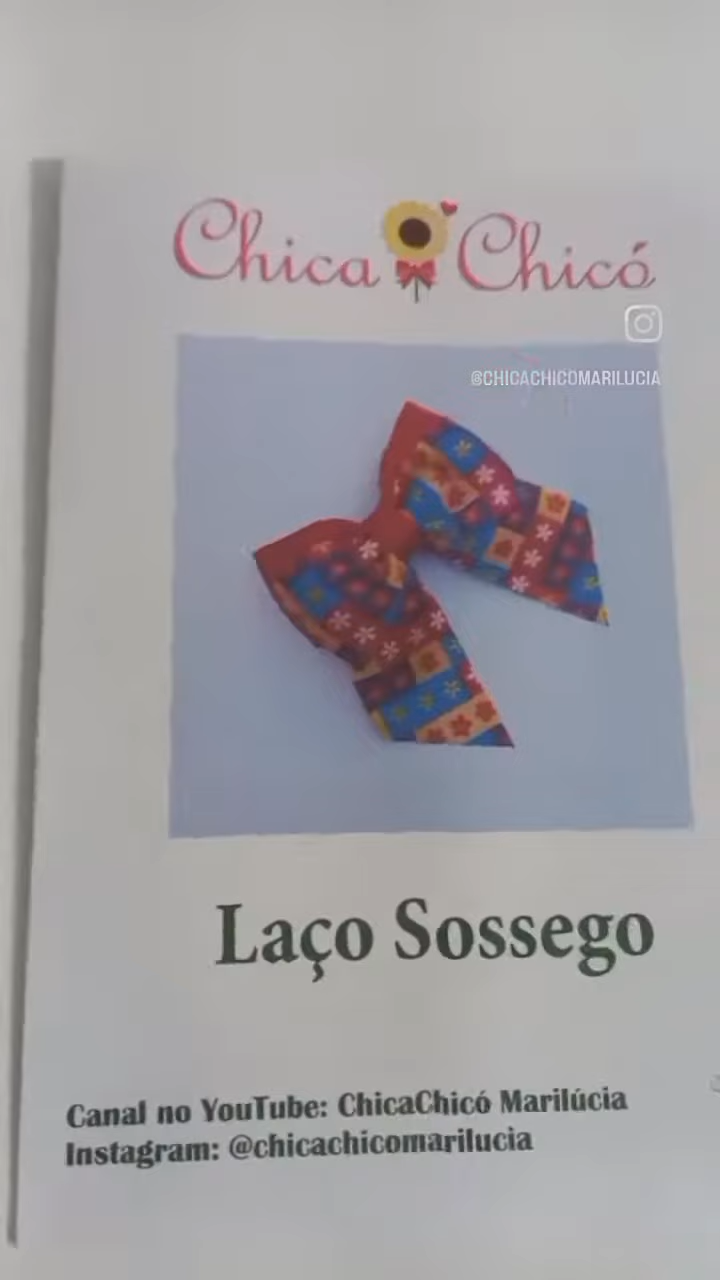 Chica Chicó
@CHICACHICOMARILUCIA
Laço Sossego
Canal no YouTube: ChicaChicó Marilúcia
Instagram: @chicachicomarilucia